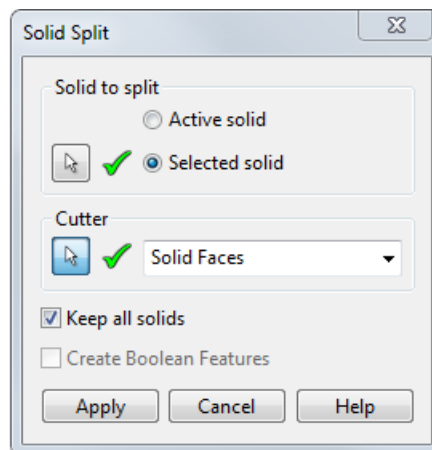 Solid Split
Solid to split
Active solid
Selected solid
Cutter
Solid Faces
Keep all solids
Create Boolean Features
Apply Cancel Help